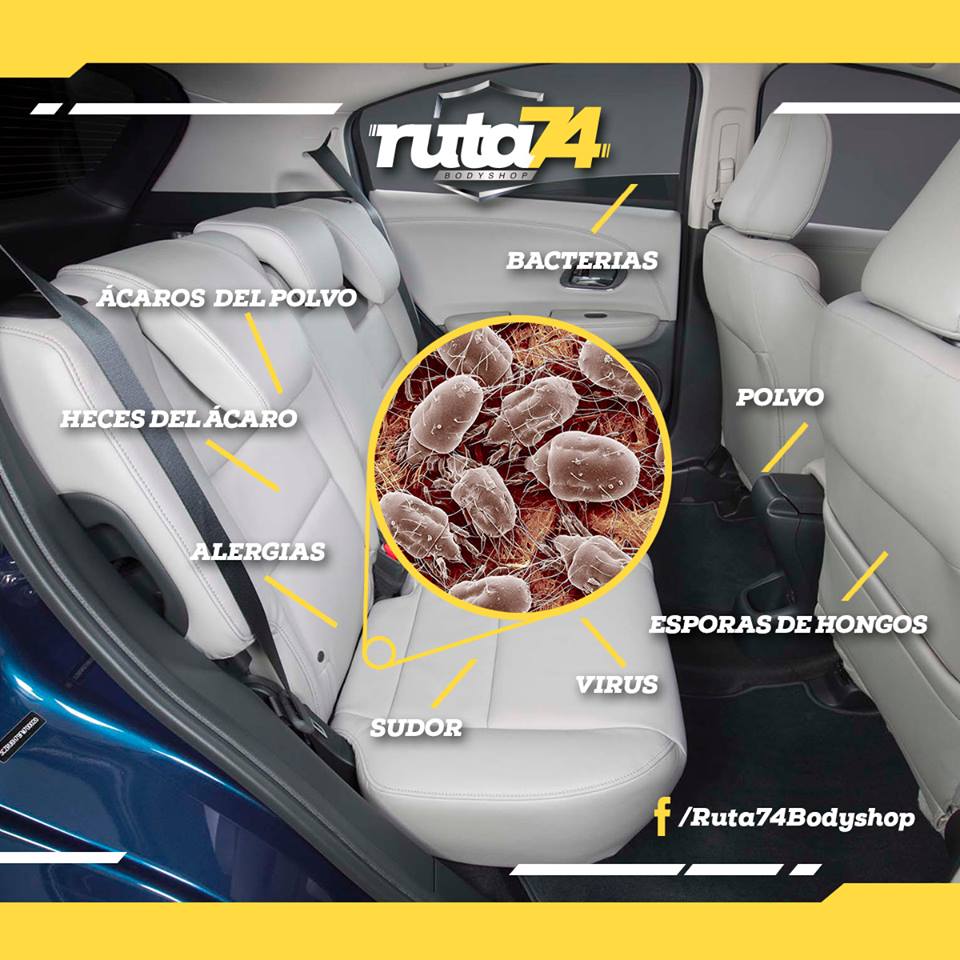 ruta74
BODYSHOP
BACTERIAS
ÁCAROS DEL POLVO
POLVO
HECES DEL ÁCARO
ALERGIAS
ESPORAS DE HONGOS
VIRUS
SUDOR
f /Ruta74Bodyshop